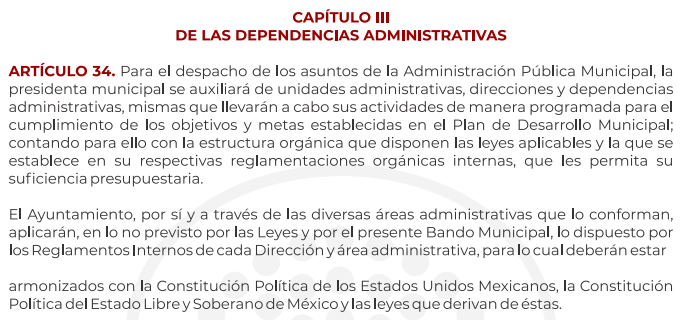 CAPÍTULO III
DE LAS DEPENDENCIAS ADMINISTRATIVAS
ARTÍCULO 34. Para el despacho de los asuntos de la Administración Pública Municipal, la
presidenta municipal se auxiliará de unidades administrativas, direcciones y dependencias
administrativas, mismas que llevarán a cabo sus actividades de manera programada para el
cumplimiento de los objetivos y metas establecidas en el Plan de Desarrollo Municipal;
contando para ello con la estructura orgánica que disponen las leyes aplicables y la que se
establece en su respectivas reglamentaciones orgánicas internas, que les permita su
suficiencia presupuestaria.
El Ayuntamiento, por sí y a través de las diversas áreas administrativas que lo conforman,
aplicarán, en lo no previsto por las Leyes y por el presente Bando Municipal, lo dispuesto por
los Reglamentos Internos de cada Dirección y área administrativa, para lo cual deberán estar
armonizados con la Constitución Política de los Estados Unidos Mexicanos, la Constitución
Política del Estado Libre y Soberano de México y las leyes que derivan de éstas.